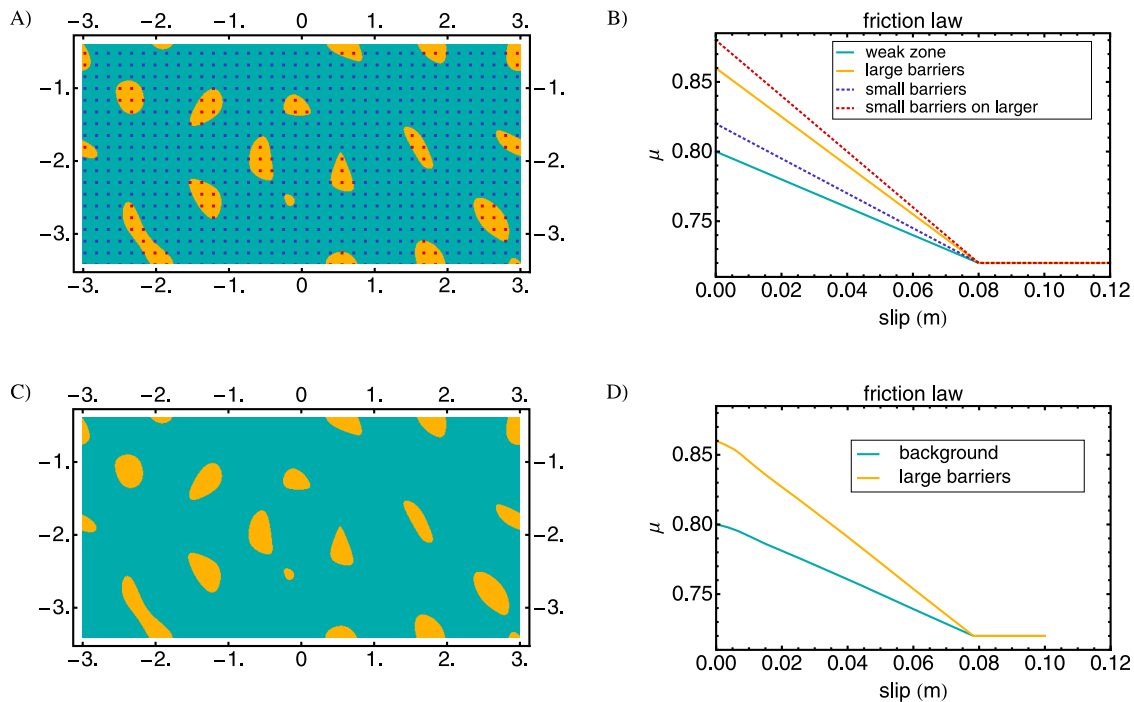 A)
−3. −2. −1. 0 1. 2. 3.
−1. −1.
−2. −2.
−3. −3.
−3. −2. −1. 0 1. 2. 3.
B)
friction law
weak zone
large barriers
small barriers
small barriers on larger
0.85
0.80
0.75
μ
0.00 0.02 0.04 0.06 0.08 0.10 0.12
slip (m)
C)
−3. −2. −1. 0 1. 2. 3.
−1. −1.
−2. −2.
−3. −3.
−3. −2. −1. 0 1. 2. 3.
D)
friction law
background
large barriers
0.85
0.80
0.75
μ
0.00 0.02 0.04 0.06 0.08 0.10 0.12
slip (m)